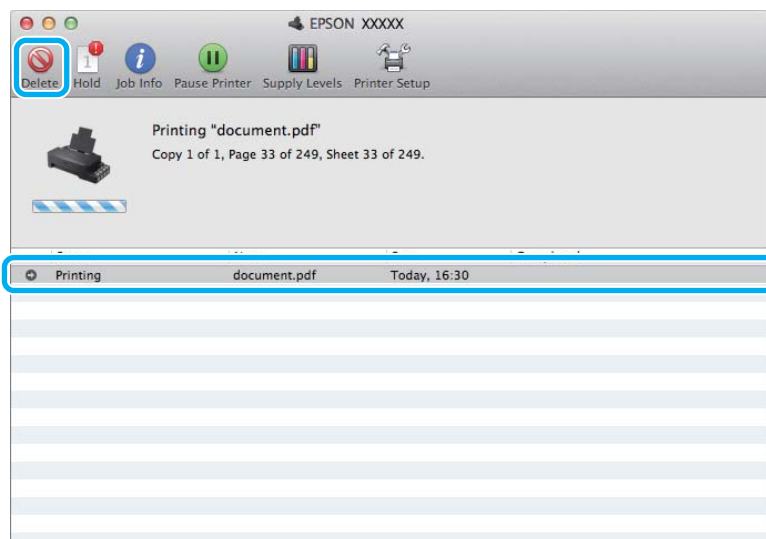 EPSON XXXXX
1
Delete Hold Job Info Pause Printer Supply Levels Printer Setup
Printing “document.pdf”
Copy 1 of 1, Page 33 of 249, Sheet 33 of 249.
Printing document.pdf Today, 16:30